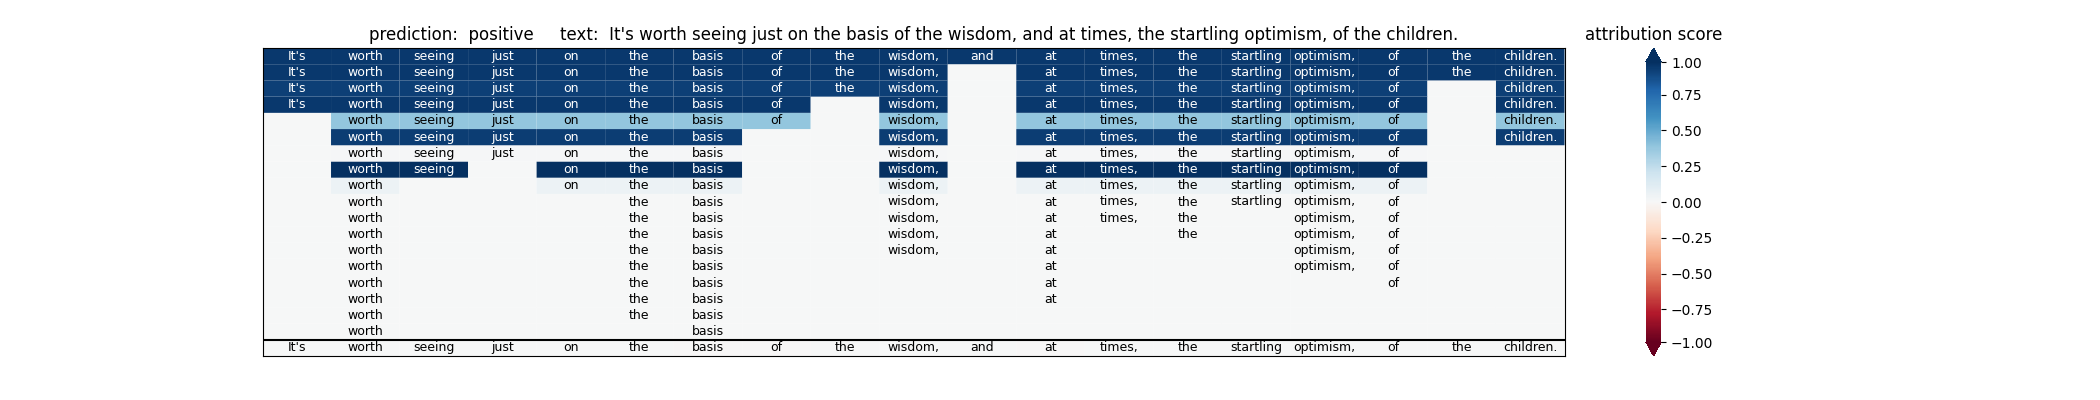 prediction: positive text: It's worth seeing just on the basis of the wisdom, and at times, the startling optimism, of the children. attribution score
It's worth seeing just on the basis of the wisdom, and at times, the startling optimism, of the children. 1.00
It's worth seeing just on the basis of the wisdom, at times, the startling optimism, of the children.
It's worth seeing just on the basis of the wisdom, at times, the startling optimism, of children. 0.75
It's worth seeing just on the basis of wisdom, at times, the startling optimism, of children.
worth seeing just on the basis of wisdom, at times, the startling optimism, of children.
worth seeing just on the basis wisdom, at times, the startling optimism, of children. 0.50
worth seeing just on the basis wisdom, at times, the startling optimism, of
worth seeing on the basis wisdom, at times, the startling optimism, of 0.25
worth on the basis wisdom, at times, the startling optimism, of
worth the basis wisdom, at times, the startling optimism, of 0.00
worth the basis wisdom, at times, the optimism, of
worth the basis wisdom, at the optimism, of −0.25
worth the basis wisdom, at optimism, of
worth the basis at optimism, of −0.50
worth the basis at of
worth the basis at
worth the basis −0.75
worth basis
It's worth seeing just on the basis of the wisdom, and at times, the startling optimism, of the children. −1.00